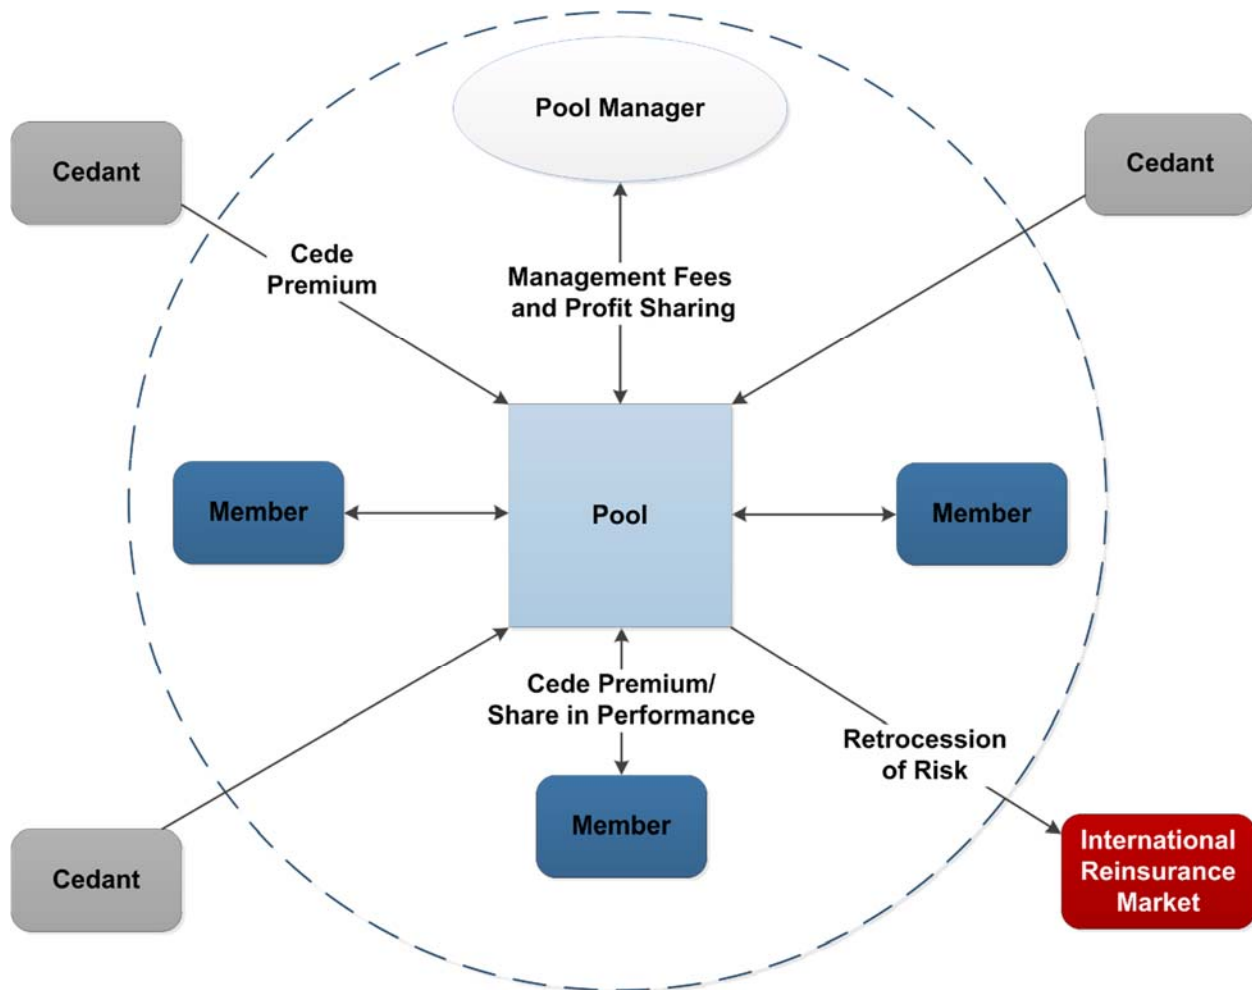 Pool Manager
Cedant
Cedant
Cede
Premium
Management Fees
and Profit Sharing
Member
Pool
Member
Cede Premium/
Share in Performance
Retrocession
of Risk
Member
Cedant
International
Reinsurance
Market